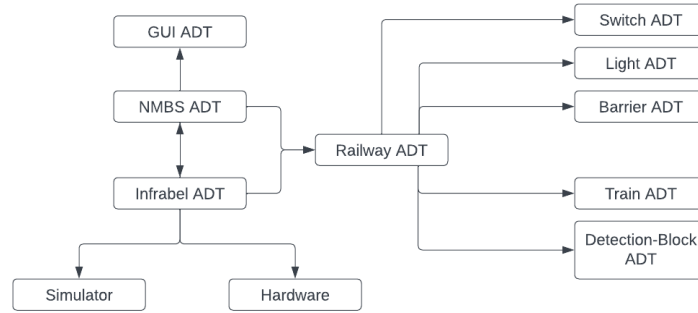 GUI ADT
Switch ADT
Light ADT
NMBS ADT
Barrier ADT
Railway ADT
Infrabel ADT
Train ADT
Detection-Block
ADT
Simulator
Hardware